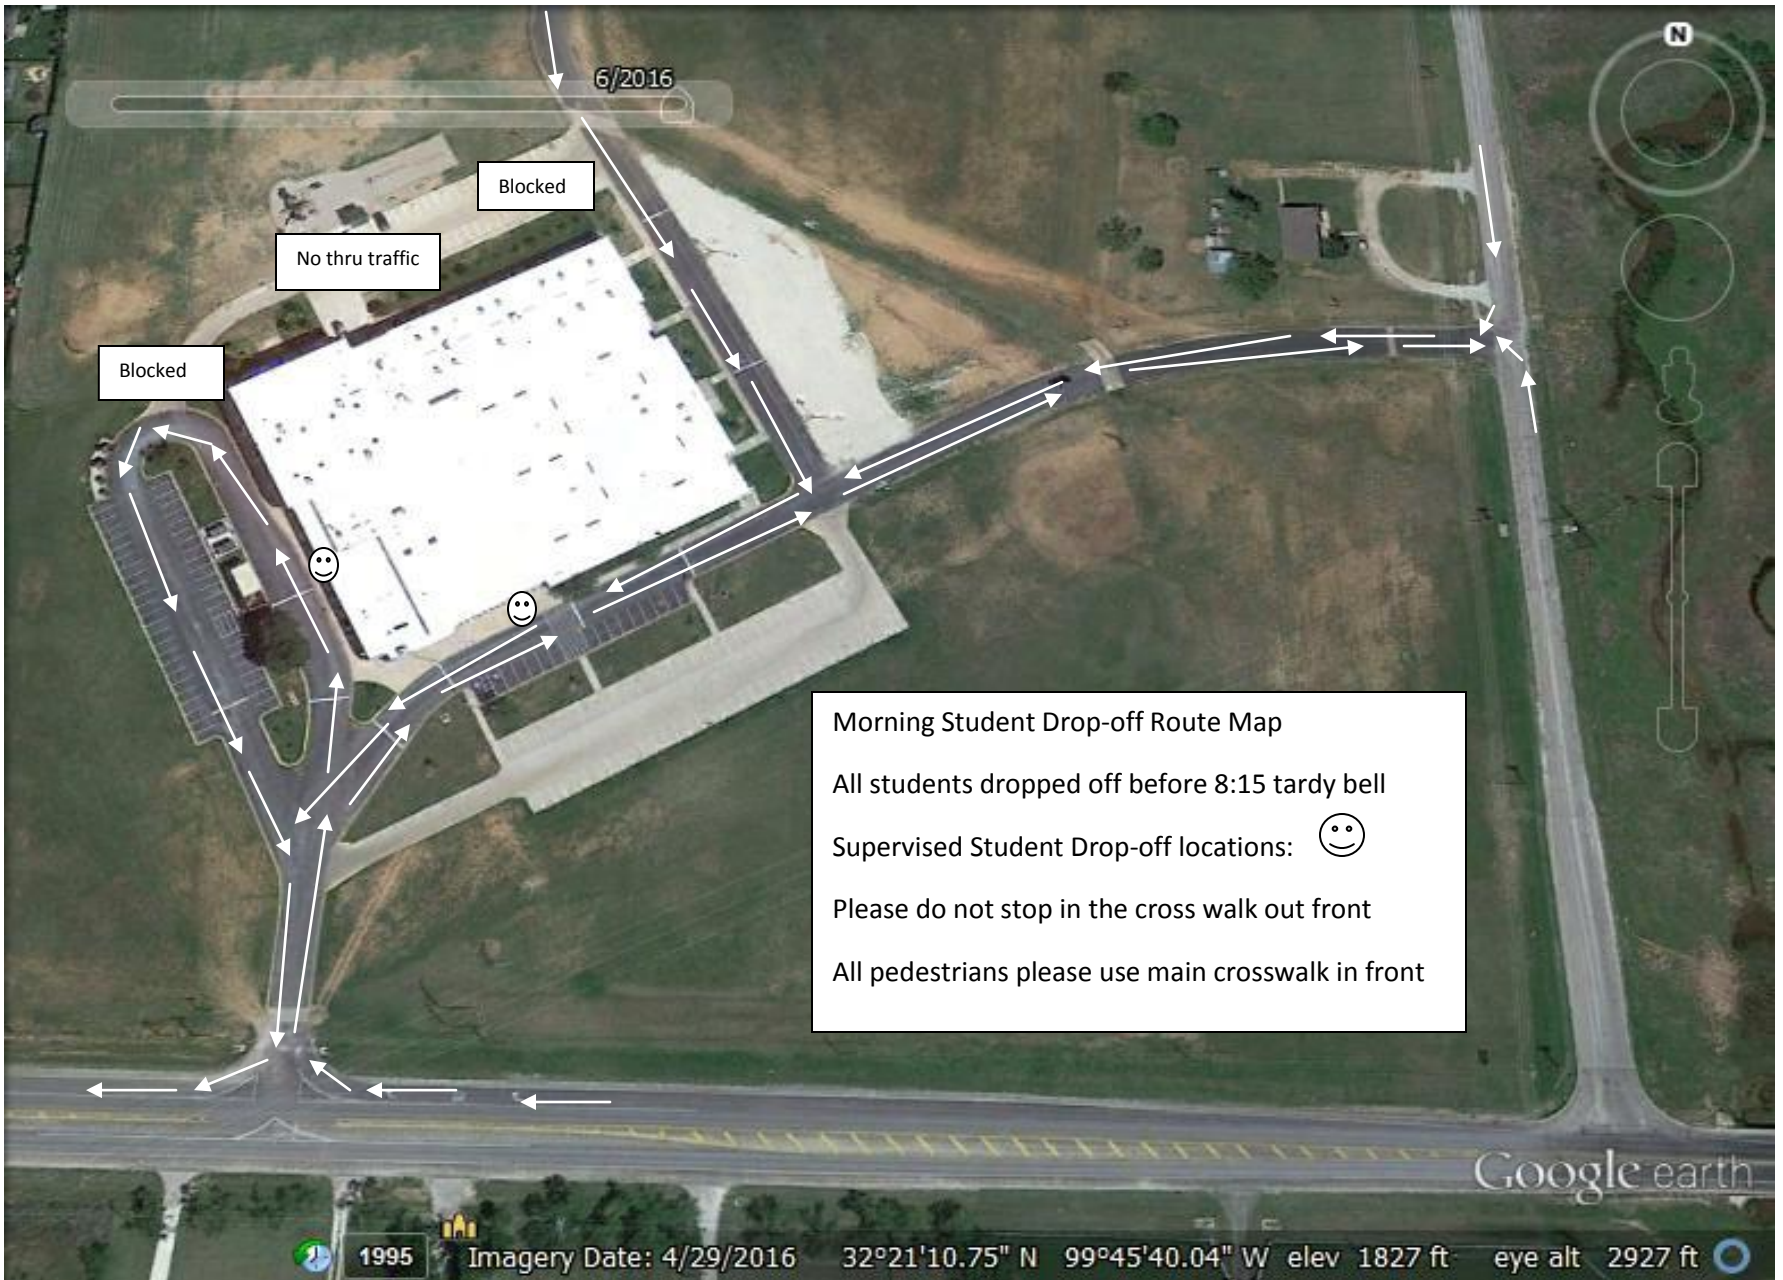 N
6/2016
Blocked
No thru traffic
Blocked
Morning Student Drop-off Route Map
All students dropped off before 8:15 tardy bell
Supervised Student Drop-off locations:
Please do not stop in the cross walk out front
All pedestrians please use main crosswalk in front
Google earth
1995 Imagery Date: 4/29/2016 32°21'10.75" N 99°45'40.04" W elev 1827 ft eye alt 2927 ft